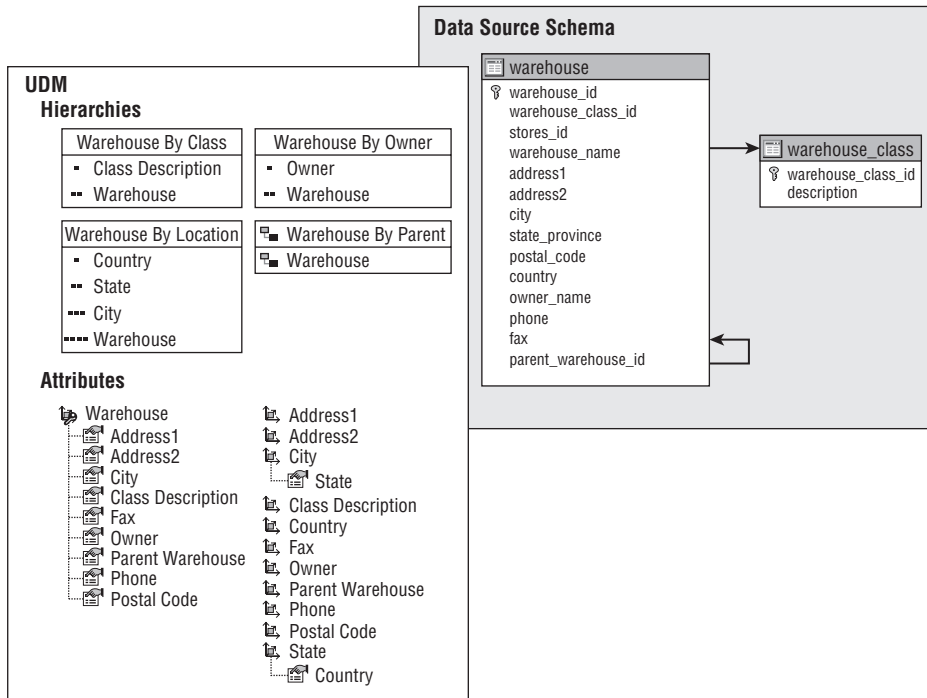 Data Source Schema
warehouse
warehouse_id
warehouse_class_id
stores_id
warehouse_name
address1
address2
city
state_province
postal_code
country
owner_name
phone
fax
parent_warehouse_id
warehouse_class
warehouse_class_id
description
UDM
Hierarchies
Warehouse By Class
Class Description
Warehouse
Warehouse By Owner
Owner
Warehouse
Warehouse By Location
Country
State
City
Warehouse
Warehouse By Parent
Warehouse
Attributes
Warehouse
Address1
Address2
City
Class Description
Fax
Owner
Parent Warehouse
Phone
Postal Code
Address1
Address2
City
State
Class Description
Country
Fax
Owner
Parent Warehouse
Phone
Postal Code
State
Country